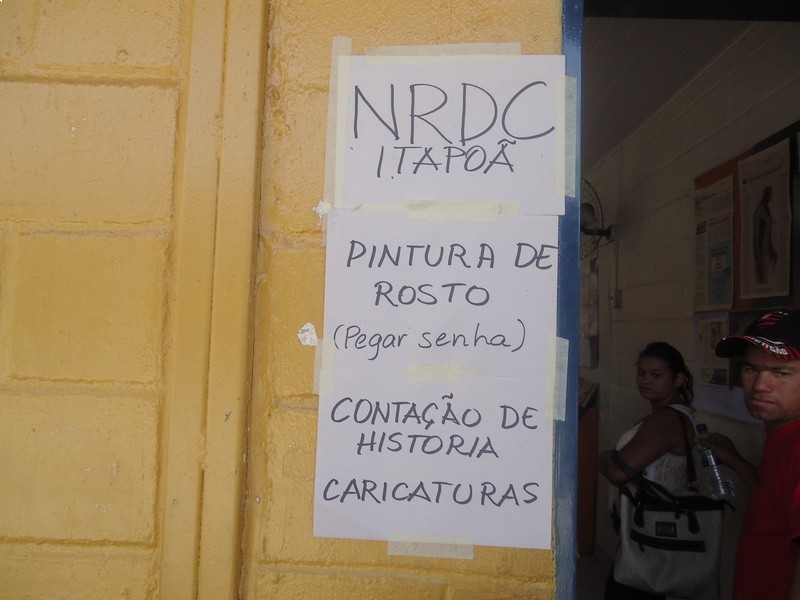 NRDC
ITAPOÃ
PINTURA DE
ROSTO
(Pegar senha)
CONTAÇÃO DE
HISTORIA
CARICATURAS